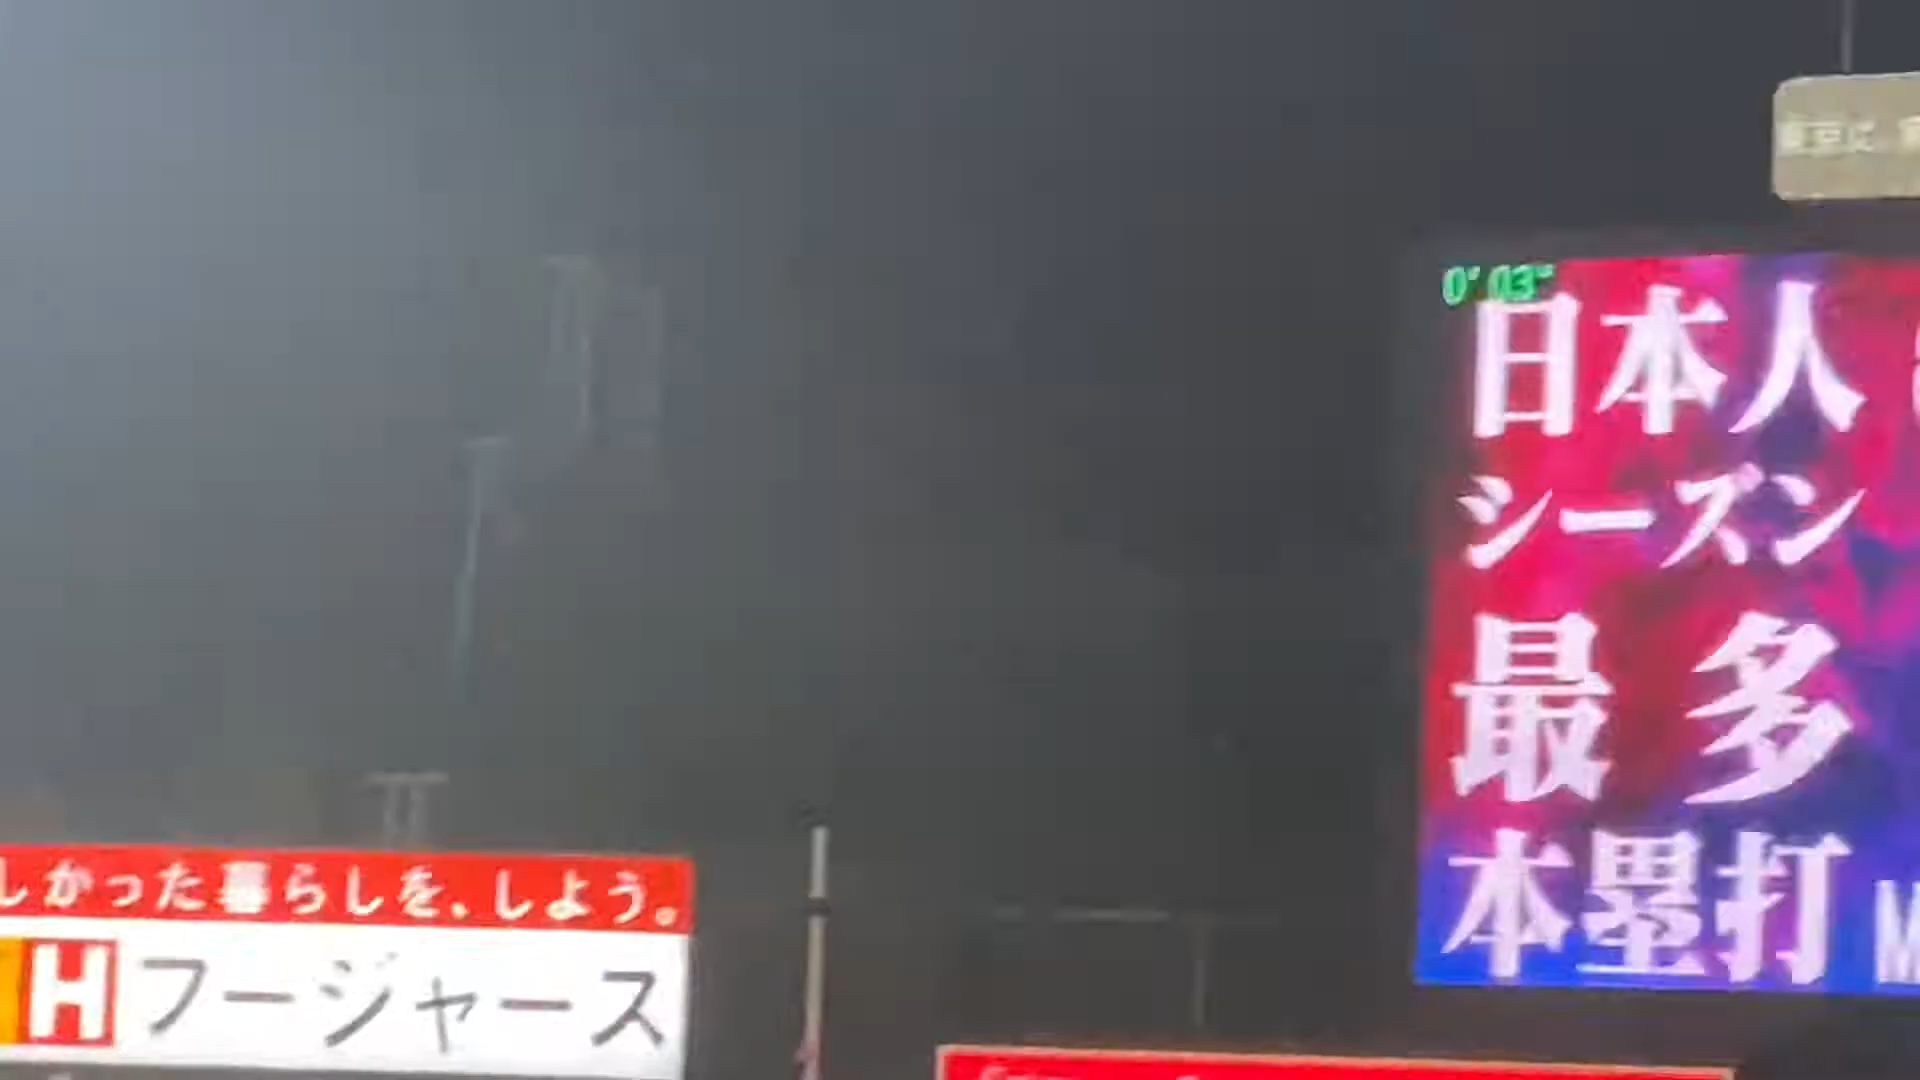 0' 03"
日本人
シーズン
最多
本塁打 M
しかった暮らしを、しよう。
H フージャース